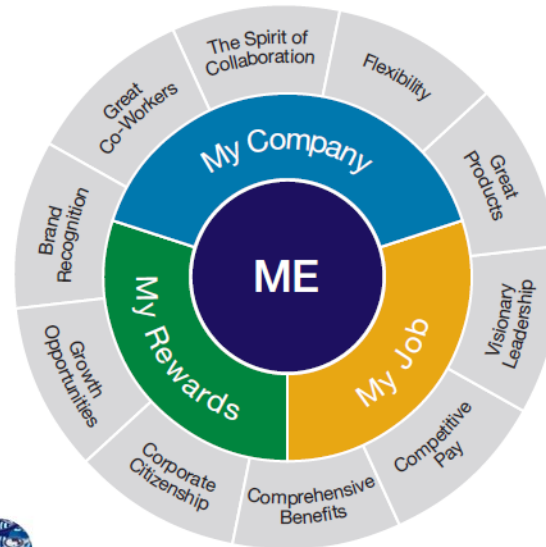 The Spirit of
Collaboration
Flexibility
Great
Products
Visionary
Leadership
Competitive
Pay
Comprehensive
Benefits
Corporate
Citizenship
Growth
Opportunities
Brand
Recognition
Great
Co-Workers
My Company
My Job
My Rewards
ME